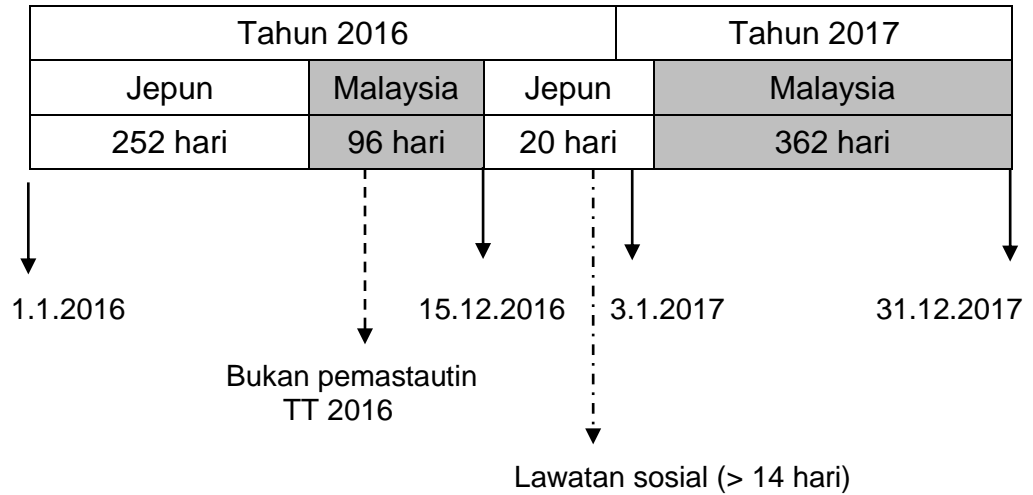 Tahun 2016 Tahun 2017
Jepun Malaysia Jepun Malaysia
252 hari 96 hari 20 hari 362 hari
1.1.2016 15.12.2016 3.1.2017 31.12.2017
Bukan pemastautin
TT 2016
Lawatan sosial (> 14 hari)